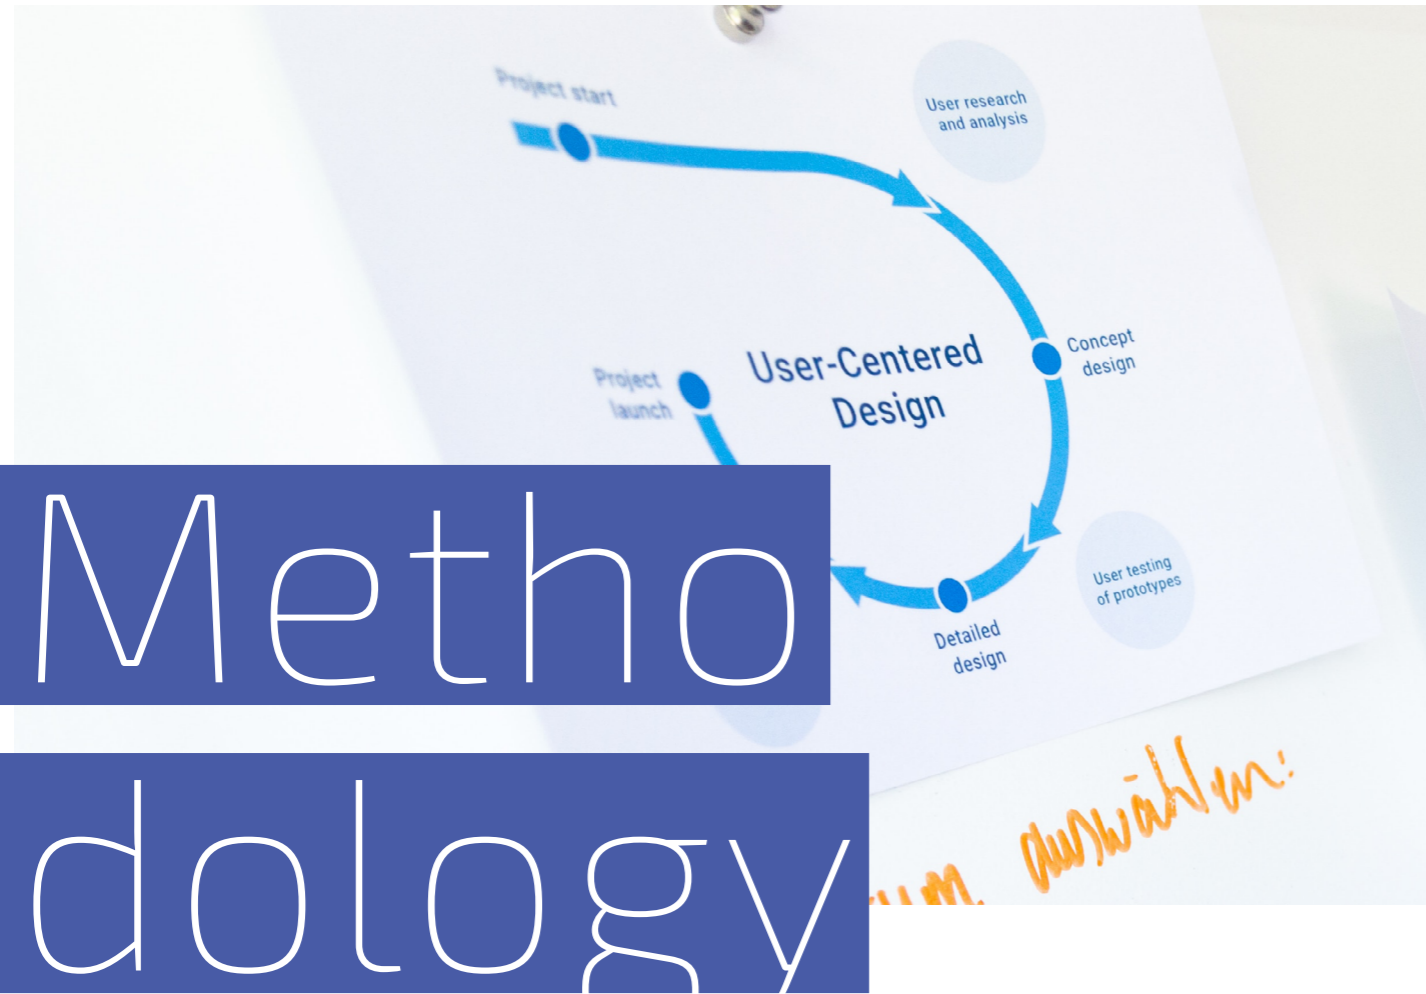 Project start
User research
and analysis
Concept
design
User-Centered
Design
Project
launch
User testing
of prototypes
Detailed
design
Metho
dology
auswählen: